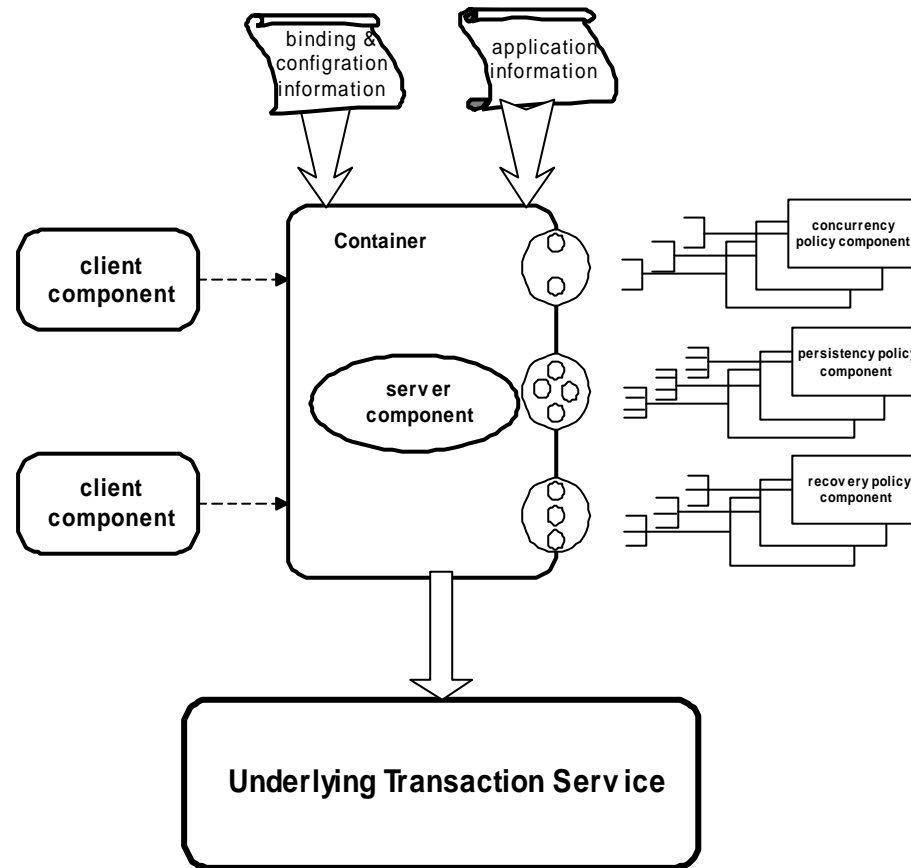 binding &
configration
information
application
information
Container
client
component
server
component
client
component
concurrency
policy component
persistency policy
component
recovery policy
component
Underlying Transaction Service